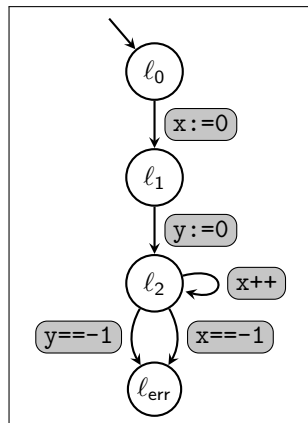 ℓ0
x:=0
ℓ1
y:=0
ℓ2
x++
y==-1
x==-1
ℓerr